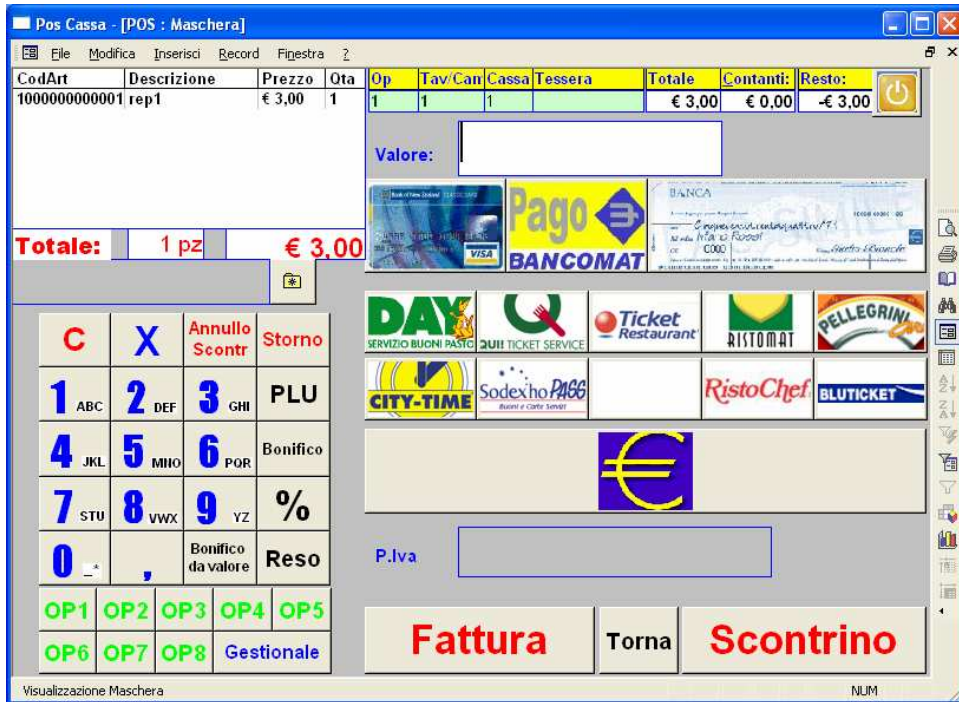 Pos Cassa - [POS : Maschera]
File Modifica Inserisci Record Finestra ?
CodArt Descrizione Prezzo Qta
1000000000001 rep1 € 3,00 1
Op Tav/Can Cassa Tessera Totale Contanti: Resto:
1 1 1 € 3,00 € 0,00 -€ 3,00
Valore:
VISA
Pago
BANCOMAT
BANCA
Totale: 1 pz € 3,00
DAY
SERVIZIO BUONI PASTO
QUI! TICKET SERVICE
Ticket
Restaurant
RISTOMAT
PELLEGRINI
CITY-TIME
Sodexho PASS
Buoni e Carte Servizi
RistoChef
BLUTICKET
C X Annullo Scontr Storno
1 ABC 2 DEF 3 GHI PLU
4 JKL 5 MNO 6 PQR Bonifico
7 STU 8 VWX 9 YZ %
0 _* , Bonifico da valore Reso
OP1 OP2 OP3 OP4 OP5
OP6 OP7 OP8 Gestionale
€
P.Iva
Fattura Torna Scontrino
Visualizzazione Maschera NUM